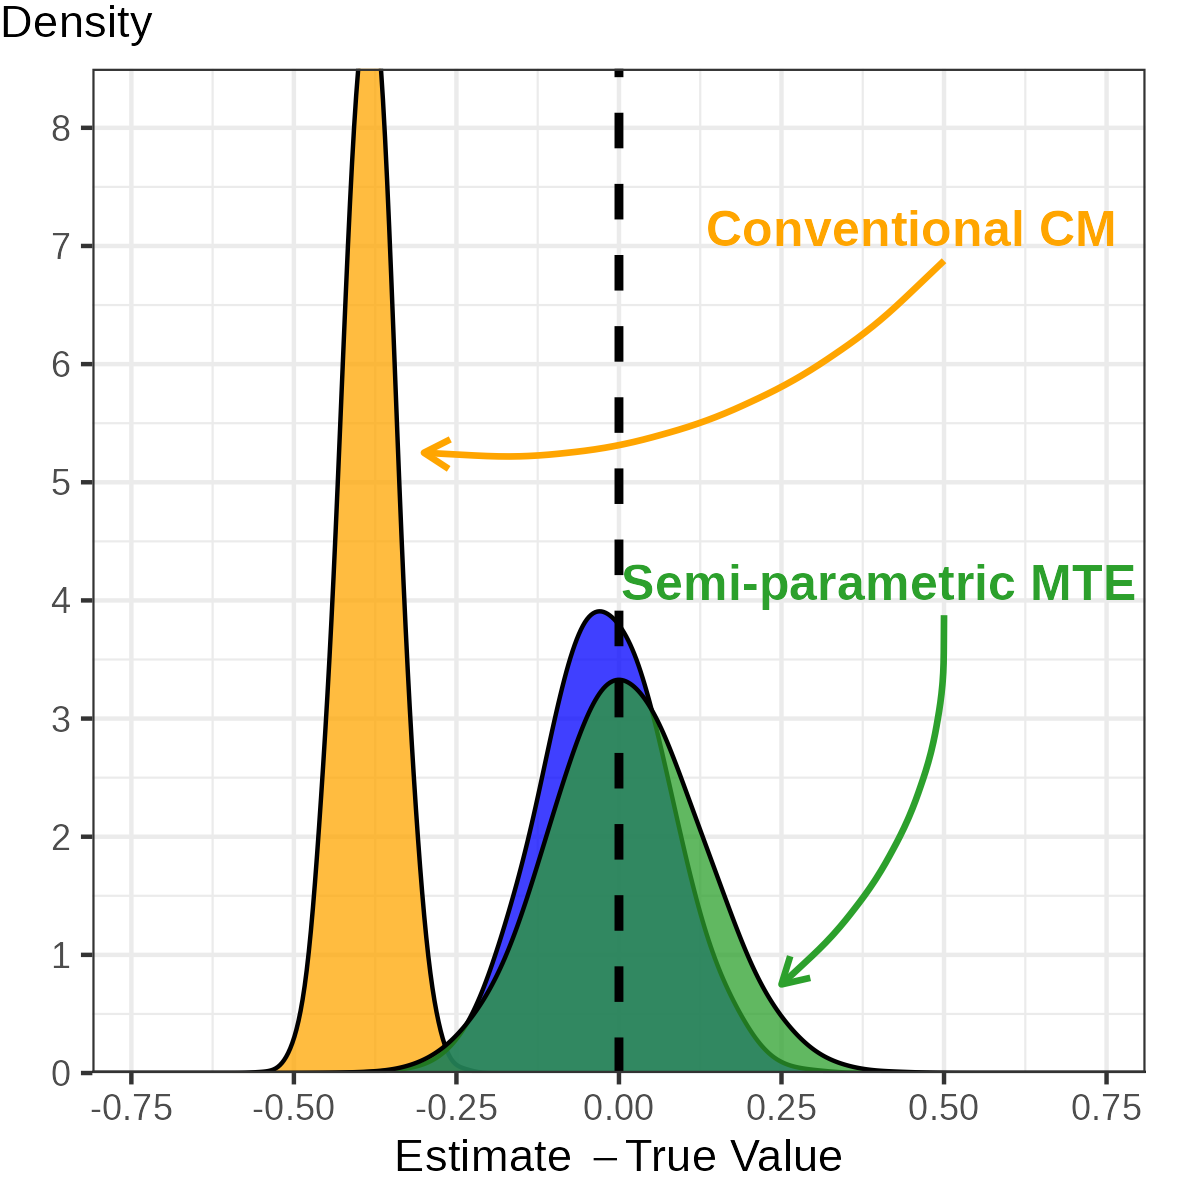 Density
8
7
Conventional CM
6
5
4
Semi-parametric MTE
3
2
1
0
-0.75 -0.50 -0.25 0.00 0.25 0.50 0.75
Estimate – True Value